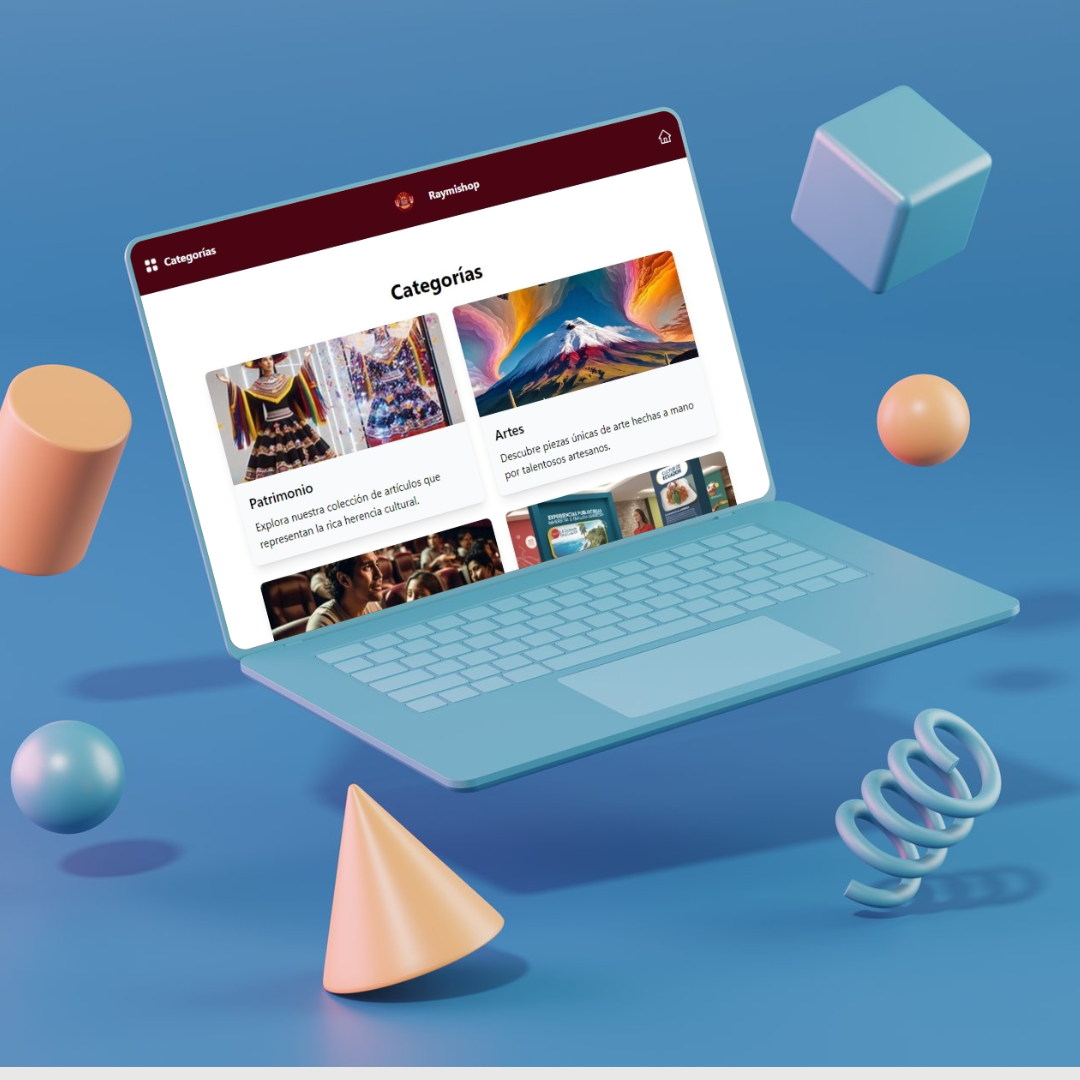 Categorías
Raymishop
Categorías
Patrimonio
Explora nuestra colección de artículos que
representan la rica herencia cultural.
Artes
Descubre piezas únicas de arte hechas a mano
por talentosos artesanos.
ECUADOR